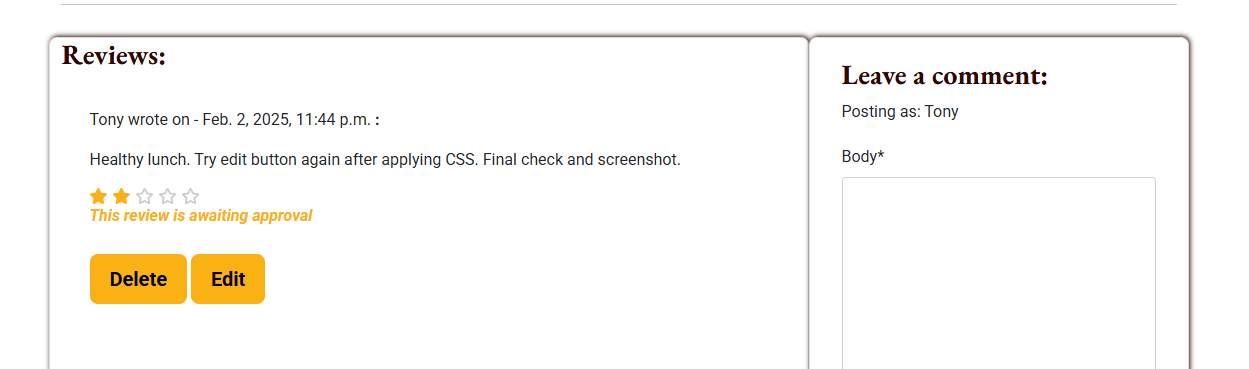 Reviews:
Tony wrote on - Feb. 2, 2025, 11:44 p.m. :
Healthy lunch. Try edit button again after applying CSS. Final check and screenshot.
This review is awaiting approval
Delete Edit
Leave a comment:
Posting as: Tony
Body*